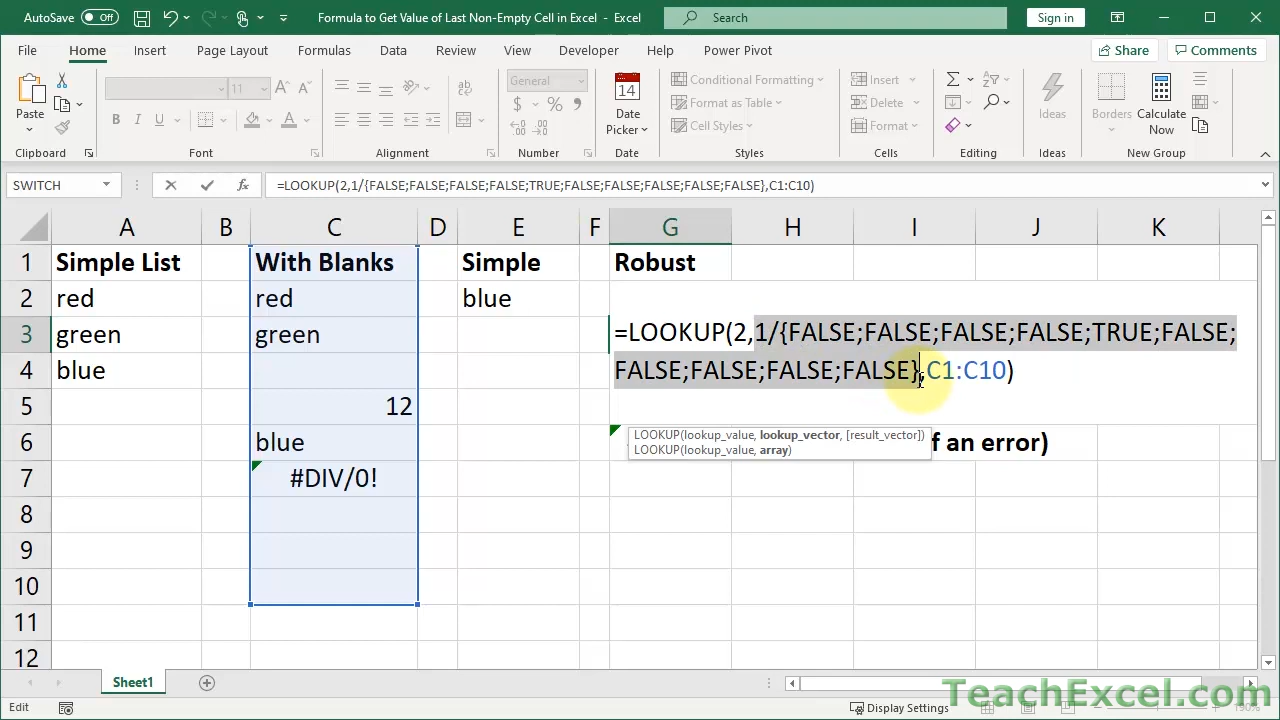 AutoSave Off
Formula to Get Value of Last Non-Empty Cell in Excel - Excel
Search
Sign in
File Home Insert Page Layout Formulas Data Review View Developer Help Power Pivot
Share Comments
Paste
11
B I U
A A
ab
General
$ % 9
14
Date Picker
Conditional Formatting
Format as Table
Cell Styles
Insert
Delete
Format
Ideas
Borders
Calculate Now
Clipboard Font Alignment Number Date Styles Cells Editing Ideas New Group
SWITCH
fx
=LOOKUP(2,1/{FALSE;FALSE;FALSE;FALSE;TRUE;FALSE;FALSE;FALSE;FALSE;FALSE},C1:C10)
A B C D E F G H I J K
1 Simple List With Blanks Simple Robust
2 red red blue
3 green green =LOOKUP(2,1/{FALSE;FALSE;FALSE;FALSE;TRUE;FALSE;
4 blue FALSE;FALSE;FALSE;FALSE},C1:C10)
5 12
LOOKUP(lookup_value, lookup_vector, [result_vector])
LOOKUP(lookup_value, array)
6 blue f an error)
7 #DIV/0!
8
9
10
11
12
Sheet1
Edit
Display Settings
190%
TeachExcel.com